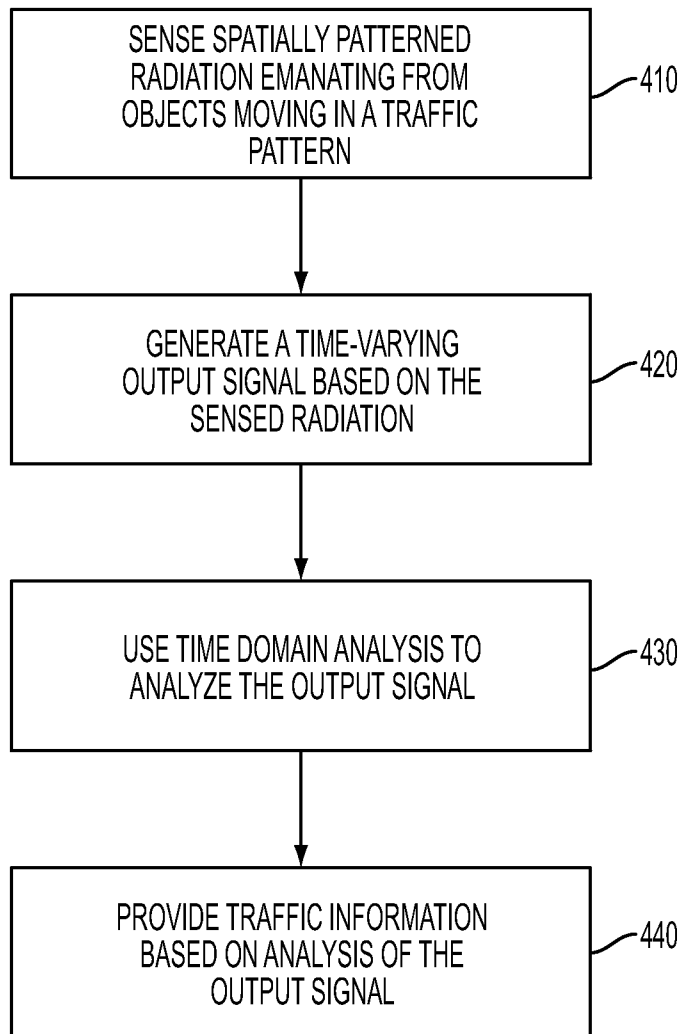 SENSE SPATIALLY PATTERNED
RADIATION EMANATING FROM
OBJECTS MOVING IN A TRAFFIC
PATTERN
410
GENERATE A TIME-VARYING
OUTPUT SIGNAL BASED ON THE
SENSED RADIATION
420
USE TIME DOMAIN ANALYSIS TO
ANALYZE THE OUTPUT SIGNAL
430
PROVIDE TRAFFIC INFORMATION
BASED ON ANALYSIS OF THE
OUTPUT SIGNAL
440